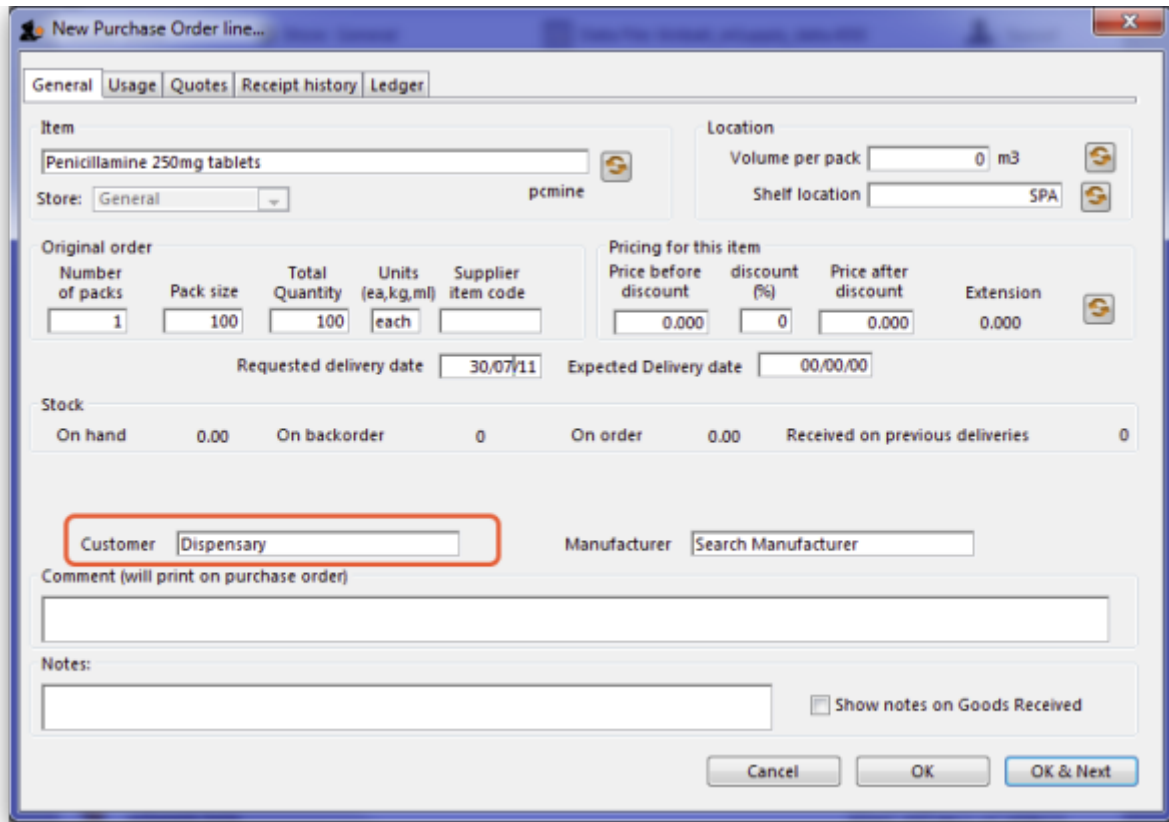 New Purchase Order line...
General Usage Quotes Receipt history Ledger
Item
Penicillamine 250mg tablets
pcmine
Store: General
Location
Volume per pack 0 m3
Shelf location SPA
Original order
Number of packs Pack size Total Quantity Units (ea,kg,ml) Supplier item code
1 100 100 each
Pricing for this item
Price before discount discount (%) Price after discount Extension
0.000 0 0.000 0.000
Requested delivery date 30/07/11 Expected Delivery date 00/00/00
Stock
On hand 0.00 On backorder 0 On order 0.00 Received on previous deliveries 0
Customer Dispensary Manufacturer Search Manufacturer
Comment (will print on purchase order)
Notes:
Show notes on Goods Received
Cancel OK OK & Next